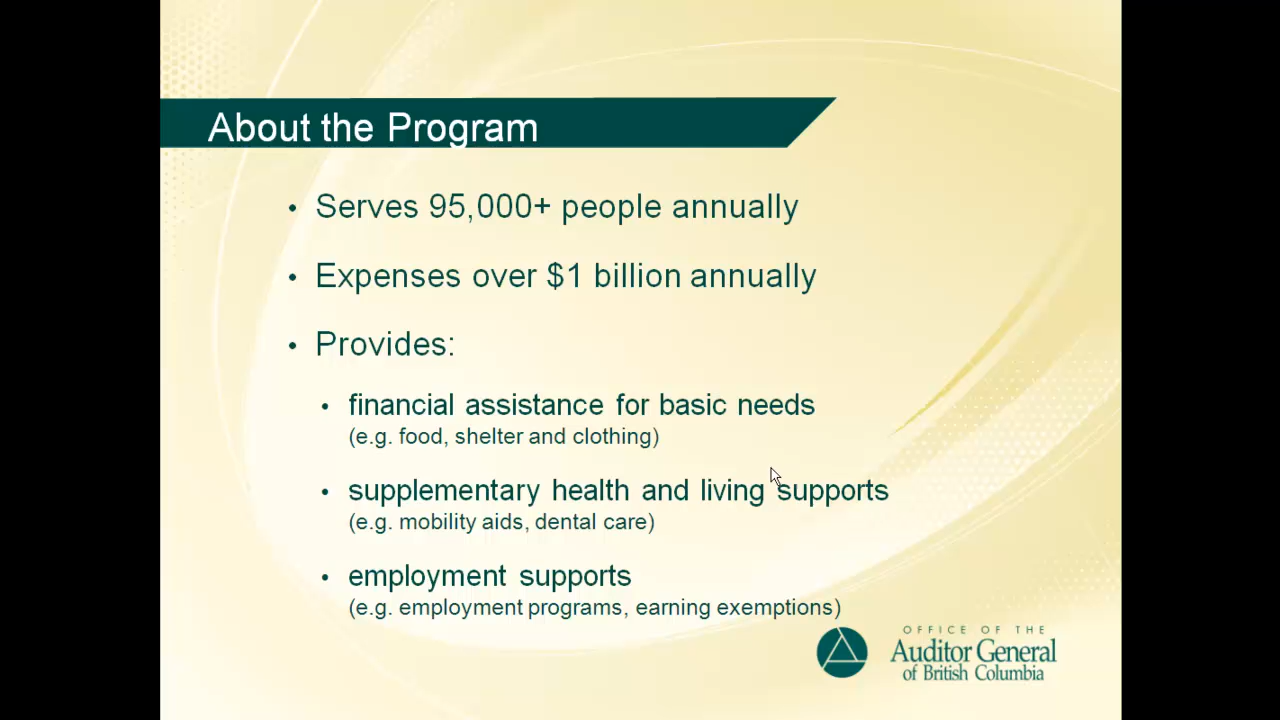 About the Program
• Serves 95,000+ people annually
• Expenses over $1 billion annually
• Provides:
• financial assistance for basic needs
(e.g. food, shelter and clothing)
• supplementary health and living supports
(e.g. mobility aids, dental care)
• employment supports
(e.g. employment programs, earning exemptions)
OFFICE OF THE
Auditor General
of British Columbia